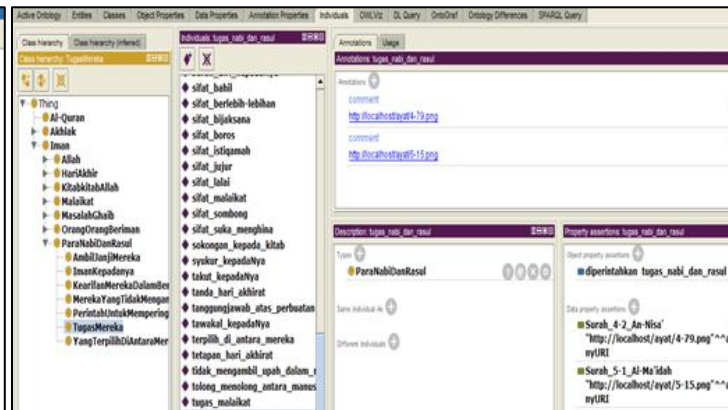 Active Ontology Entities Classes Object Properties Data Properties Annotation Properties Individuals OWLViz DL Query OntoGraf Ontology Differences SPARQL Query
Class hierarchy Class hierarchy (inferred)
Class hierarchy: TugasMereka
Thing
Al-Quran
Akhlak
Iman
Allah
HariAkhir
KitabkitabAllah
Malaikat
MasalahGhaib
OrangOrangBeriman
ParaNabiDanRasul
AmbilJanjiMereka
ImanKepadanya
KearifanMerekaDalamBer
MerekaYangTidakMengan
PerintahUntukMempering
TugasMereka
YangTerpilihDiAntaraMer
Individuals: tugas_nabi_dan_rasul
sifat_bahil
sifat_berlebih-lebihan
sifat_bijaksana
sifat_boros
sifat_istiqamah
sifat_jujur
sifat_lalai
sifat_malaikat
sifat_sombong
sifat_suka_menghina
sokongan_kepada_kitab
syukur_kepadaNya
takut_kepadaNya
tanda_hari_akhirat
tanggungjawab_atas_perbuatan
tawakal_kepadaNya
terpilih_di_antara_mereka
tetapan_hari_akhirat
tidak_mengambil_upah_dalam_
tolong_menolong_antara_manus
tugas_malaikat
Annotations Usage
Annotations: tugas_nabi_dan_rasul
Annotations
comment
http://localhost/ayat/4-79.png
comment
http://localhost/ayat/5-15.png
Description: tugas_nabi_dan_rasul
Types
ParaNabiDanRasul
Same Individual As
Different Individuals
Property assertions: tugas_nabi_dan_rasul
Object property assertions
diperintahkan tugas_nabi_dan_rasul
Data property assertions
Surah_4-2_An-Nisa'
"http://localhost/ayat/4-79.png"^^a
nyURI
Surah_5-1_Al-Ma'idah
"http://localhost/ayat/5-15.png"^^a
nyURI